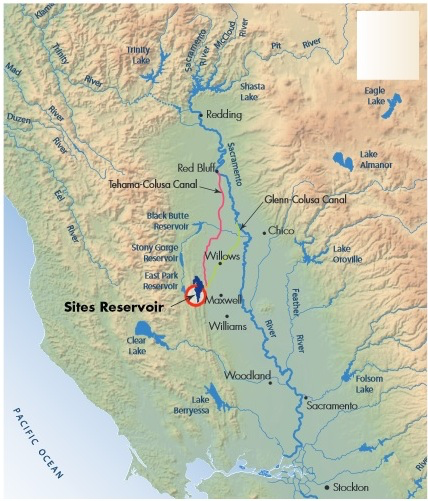 Klama
Trinity
River
Trinity
Lake
Sacramento
River
McCloud
River
Pit River
Mad
River
Duzen
River
Eel
River
Shasta
Lake
Eagle
Lake
Redding
Lake
Almanor
Red Bluff
Sacramento
Tehama-Colusa Canal
Glenn-Colusa Canal
Black Butte
Reservoir
Chico
Stony Gorge
Reservoir
Willows
Lake
Oroville
East Park
Reservoir
Sites Reservoir
Maxwell
Williams
River
Feather
River
Clear
Lake
Woodland
Folsom
Lake
Lake
Berryessa
Sacramento
PACIFIC OCEAN
Stockton